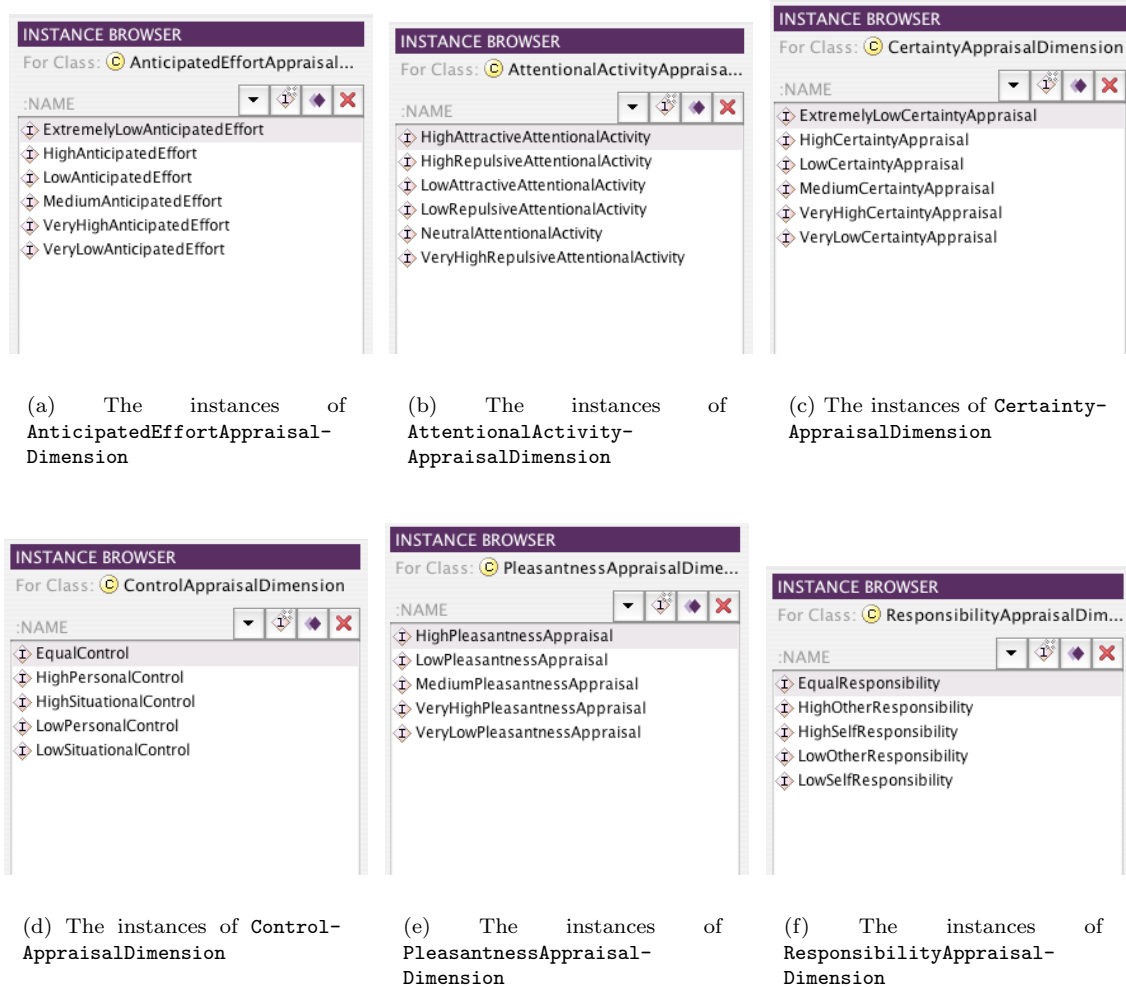 INSTANCE BROWSER
For Class: C AnticipatedEffortAppraisal...
:NAME
ExtremelyLowAnticipatedEffort
HighAnticipatedEffort
LowAnticipatedEffort
MediumAnticipatedEffort
VeryHighAnticipatedEffort
VeryLowAnticipatedEffort
(a) The instances of
AnticipatedEffortAppraisal-
Dimension
INSTANCE BROWSER
For Class: C AttentionalActivityAppraisa...
:NAME
HighAttractiveAttentionalActivity
HighRepulsiveAttentionalActivity
LowAttractiveAttentionalActivity
LowRepulsiveAttentionalActivity
NeutralAttentionalActivity
VeryHighRepulsiveAttentionalActivity
(b) The instances of
AttentionalActivity-
AppraisalDimension
INSTANCE BROWSER
For Class: C CertaintyAppraisalDimension
:NAME
ExtremelyLowCertaintyAppraisal
HighCertaintyAppraisal
LowCertaintyAppraisal
MediumCertaintyAppraisal
VeryHighCertaintyAppraisal
VeryLowCertaintyAppraisal
(c) The instances of Certainty-
AppraisalDimension
INSTANCE BROWSER
For Class: C ControlAppraisalDimension
:NAME
EqualControl
HighPersonalControl
HighSituationalControl
LowPersonalControl
LowSituationalControl
(d) The instances of Control-
AppraisalDimension
INSTANCE BROWSER
For Class: C PleasantnessAppraisalDime...
:NAME
HighPleasantnessAppraisal
LowPleasantnessAppraisal
MediumPleasantnessAppraisal
VeryHighPleasantnessAppraisal
VeryLowPleasantnessAppraisal
(e) The instances of
PleasantnessAppraisal-
Dimension
INSTANCE BROWSER
For Class: C ResponsibilityAppraisalDim...
:NAME
EqualResponsibility
HighOtherResponsibility
HighSelfResponsibility
LowOtherResponsibility
LowSelfResponsibility
(f) The instances of
ResponsibilityAppraisal-
Dimension